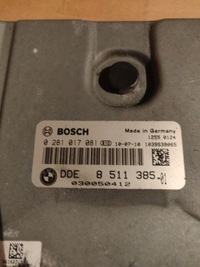 BOSCH
Made in Germany
1255 0124
0 281 017 081
10-07-10 1039S39065
DDE 8 511 385.01
030050412